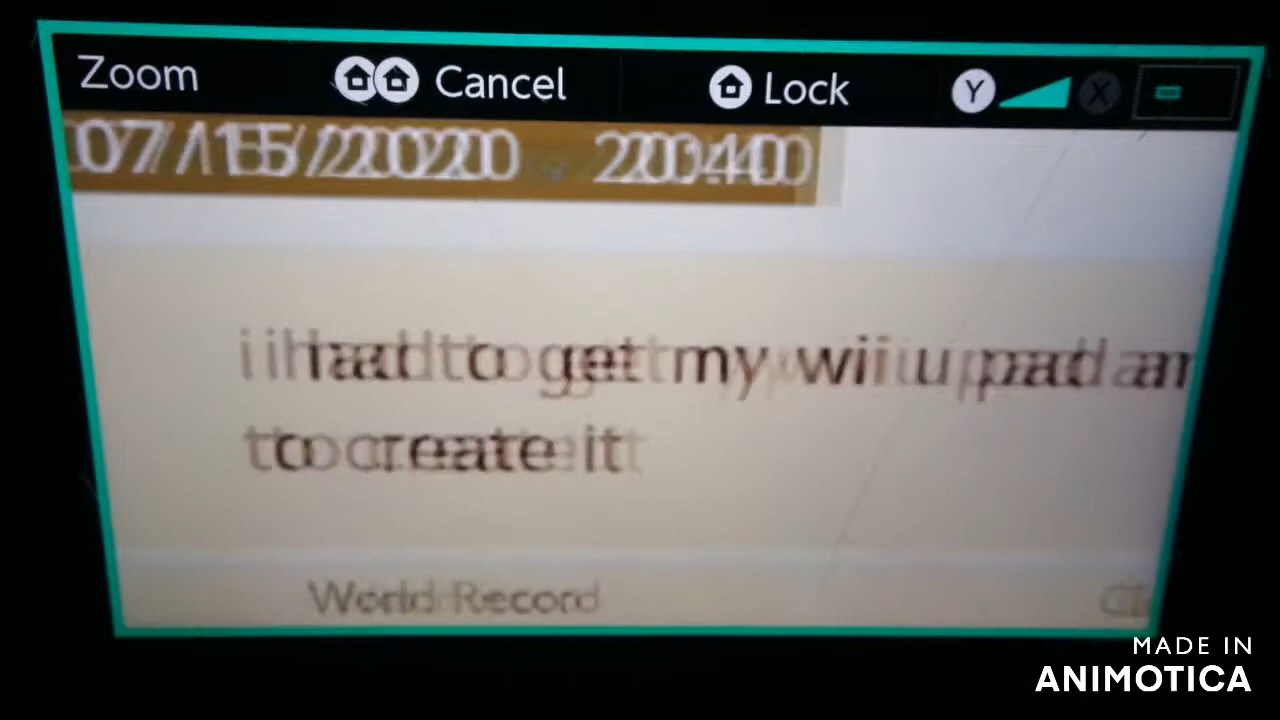 Zoom Cancel Lock Y X
07/15/2020 20:40
i had to get my wii u pad
to create it
World Record
MADE IN
ANIMOTICA